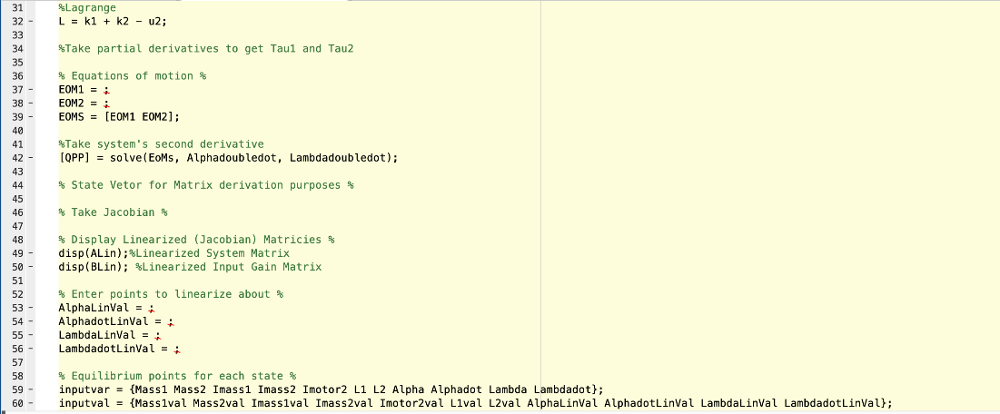 31 %Lagrange
32 - L = k1 + k2 - u2;
33
34 %Take partial derivatives to get Tau1 and Tau2
35
36 % Equations of motion %
37 - EOM1 = ;
38 - EOM2 = ;
39 - EOMS = [EOM1 EOM2];
40
41 %Take system's second derivative
42 - [QPP] = solve(EoMs, Alphadoubledot, Lambdadoubledot);
43
44 % State Vetor for Matrix derivation purposes %
45
46 % Take Jacobian %
47
48 % Display Linearized (Jacobian) Matricies %
49 - disp(ALin);%Linearized System Matrix
50 - disp(BLin); %Linearized Input Gain Matrix
51
52 % Enter points to linearize about %
53 - AlphaLinVal = ;
54 - AlphadotLinVal = ;
55 - LambdaLinVal = ;
56 - LambdadotLinVal = ;
57
58 % Equilibrium points for each state %
59 - inputvar = {Mass1 Mass2 Imass1 Imass2 Imotor2 L1 L2 Alpha Alphadot Lambda Lambdadot};
60 - inputval = {Mass1val Mass2val Imass1val Imass2val Imotor2val L1val L2val AlphaLinVal AlphadotLinVal LambdaLinVal LambdadotLinVal};